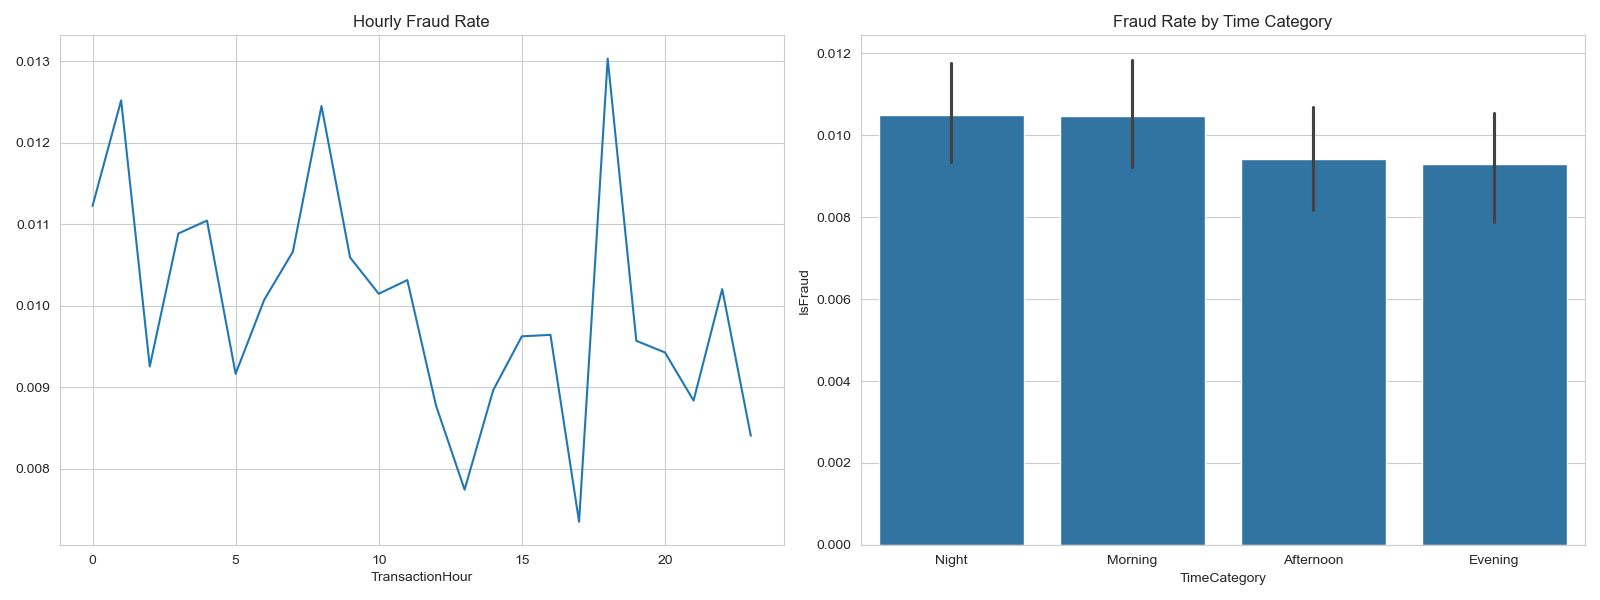 Hourly Fraud Rate
0.013
0.012
0.011
0.010
0.009
0.008
0
5
10
15
20
TransactionHour
Fraud Rate by Time Category
0.012
0.010
0.008
0.006
0.004
0.002
0.000
IsFraud
Night
Morning
Afternoon
Evening
TimeCategory